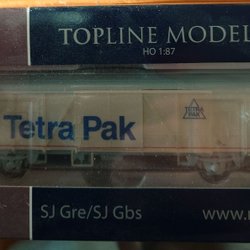 TOPLINE MODEL
HO 1:87
Tetra Pak
TETRA
PAK
SJ Gre/SJ Gbs
www.